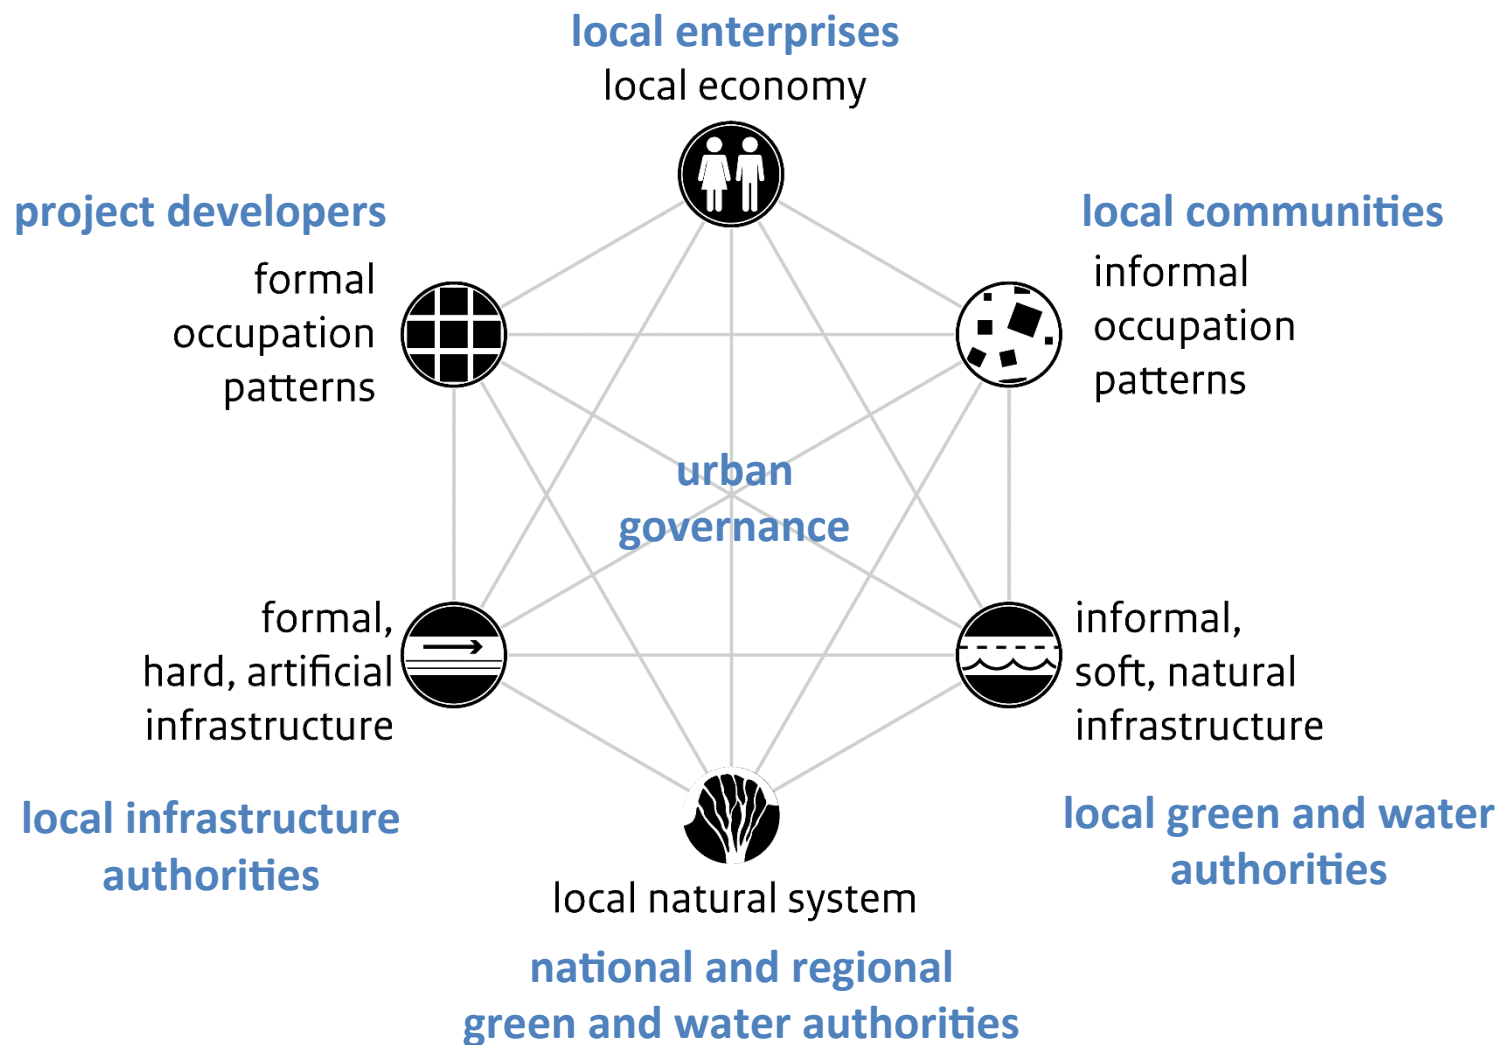 local enterprises
local economy
project developers
formal
occupation
patterns
local communities
informal
occupation
patterns
urban
governance
formal,
hard, artificial
infrastructure
informal,
soft, natural
infrastructure
local infrastructure
authorities
local green and water
authorities
local natural system
national and regional
green and water authorities